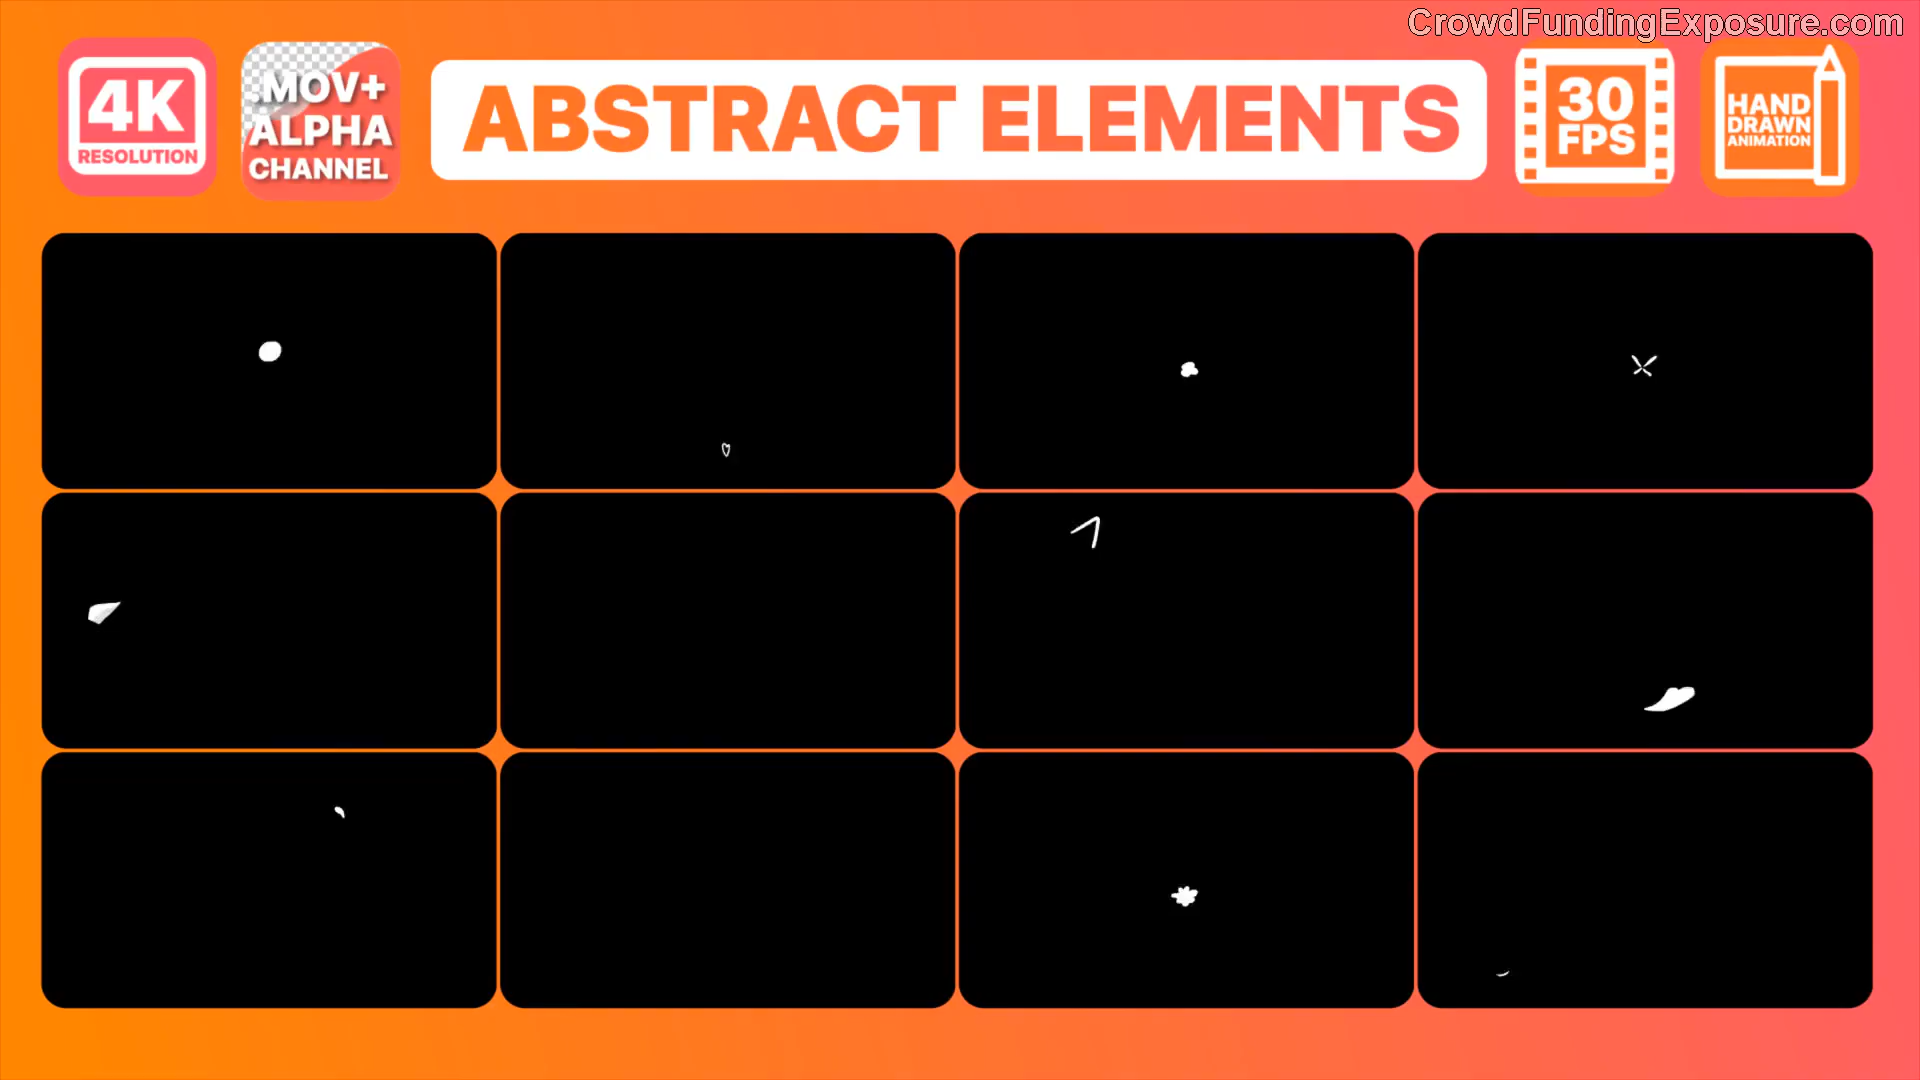 CrowdFundingExposure.com
4K
RESOLUTION
.MOV+
ALPHA
CHANNEL
ABSTRACT ELEMENTS
30
FPS
HAND
DRAWN
ANIMATION